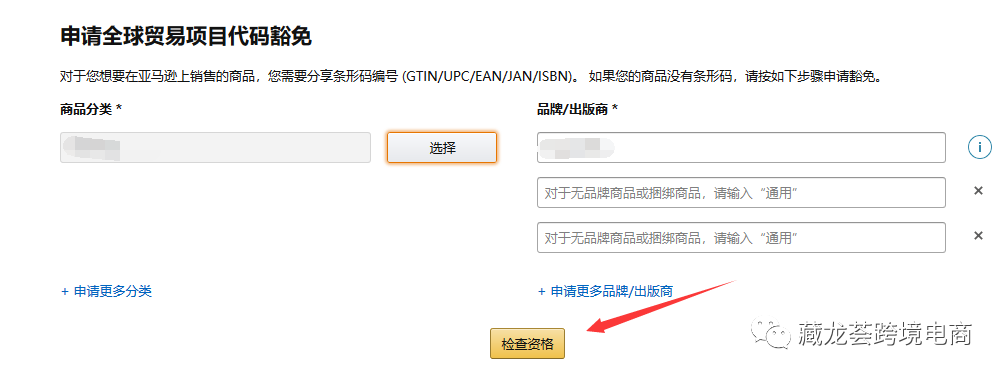 申请全球贸易项目代码豁免
对于您想要在亚马逊上销售的商品，您需要分享条形码编号 (GTIN/UPC/EAN/JAN/ISBN)。 如果您的商品没有条形码，请按如下步骤申请豁免。
商品分类 *
品牌/出版商 *
选择
i
对于无品牌商品或捆绑商品，请输入“通用”
×
对于无品牌商品或捆绑商品，请输入“通用”
×
+ 申请更多分类
+ 申请更多品牌/出版商
检查资格
藏龙荟跨境电商